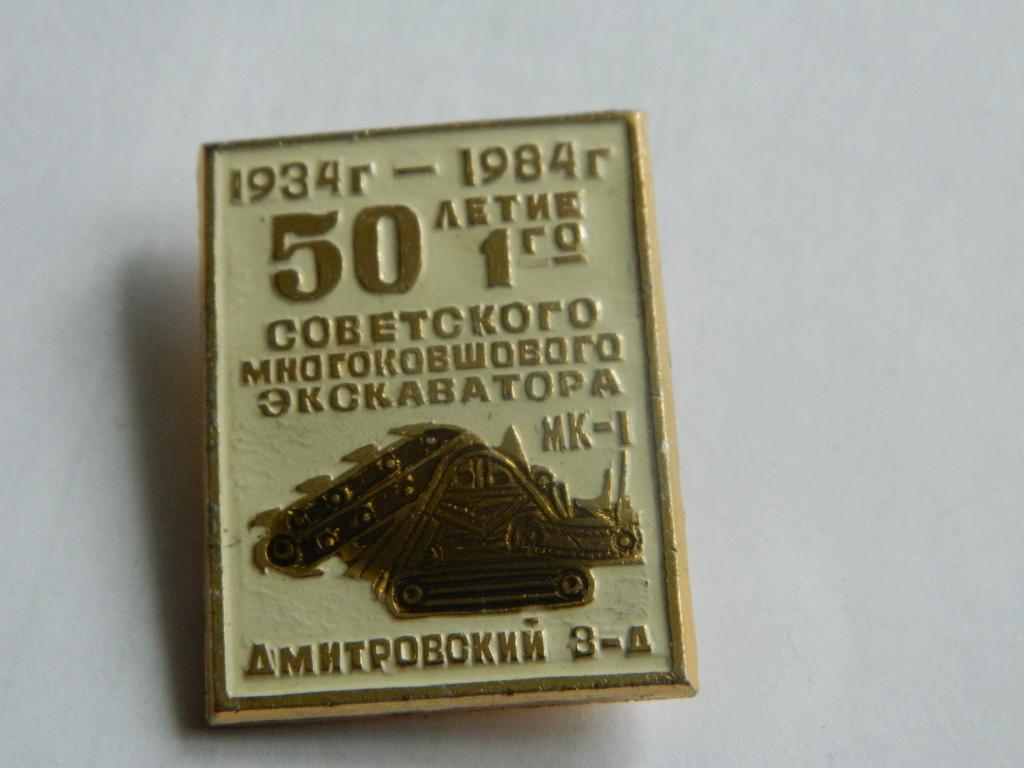 1934г — 1984г
50 ЛЕТИЕ
1ГО
СОВЕТСКОГО
МНОГОКОВШОВОГО
ЭКСКАВАТОРА
МК-1
ДМИТРОВСКИЙ З-Д